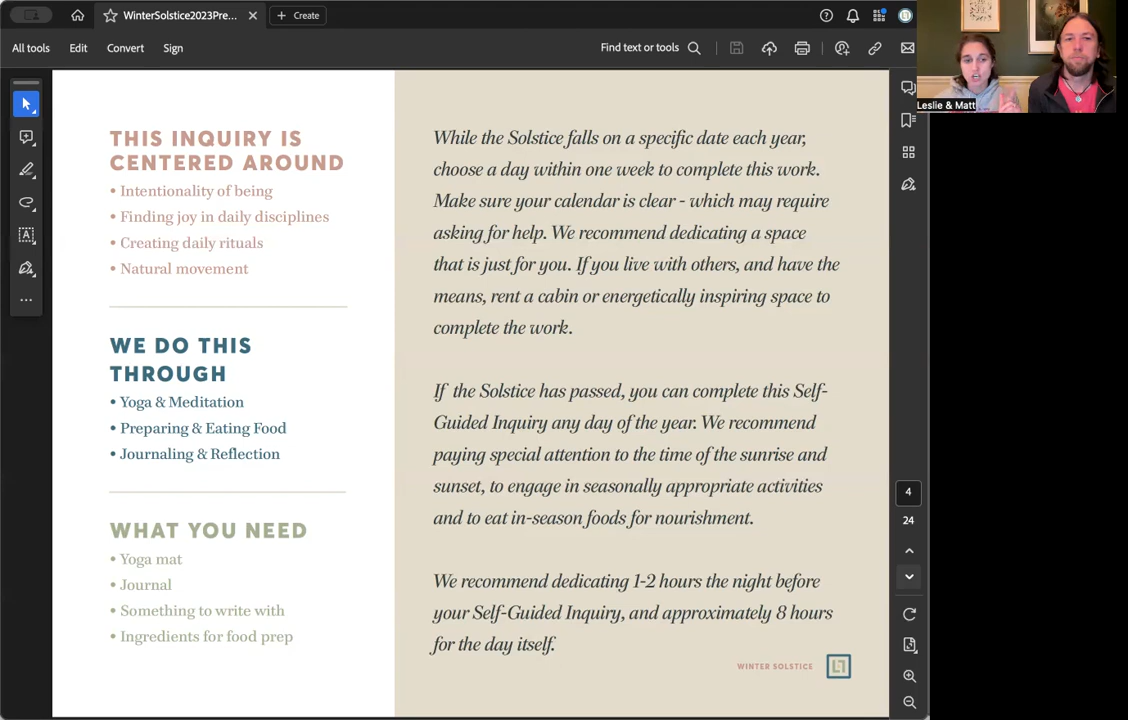 WinterSolstice2023Pre...
Create
All tools
Edit
Convert
Sign
Find text or tools
Leslie & Matt
THIS INQUIRY IS
CENTERED AROUND
• Intentionality of being
• Finding joy in daily disciplines
• Creating daily rituals
• Natural movement
WE DO THIS
THROUGH
• Yoga & Meditation
• Preparing & Eating Food
• Journaling & Reflection
WHAT YOU NEED
• Yoga mat
• Journal
• Something to write with
• Ingredients for food prep
While the Solstice falls on a specific date each year,
choose a day within one week to complete this work.
Make sure your calendar is clear - which may require
asking for help. We recommend dedicating a space
that is just for you. If you live with others, and have the
means, rent a cabin or energetically inspiring space to
complete the work.
If the Solstice has passed, you can complete this Self-
Guided Inquiry any day of the year. We recommend
paying special attention to the time of the sunrise and
sunset, to engage in seasonally appropriate activities
and to eat in-season foods for nourishment.
We recommend dedicating 1-2 hours the night before
your Self-Guided Inquiry, and approximately 8 hours
for the day itself.
WINTER SOLSTICE
4
24